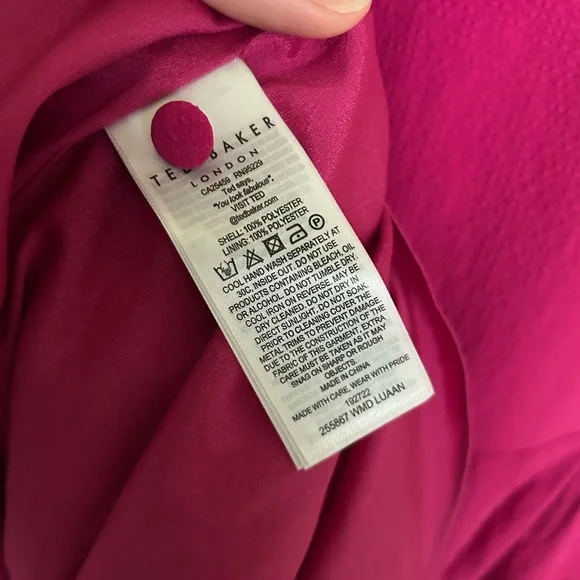 TED BAKER
LONDON
CA25459 RN95229
Ted says,
"You look fabulous".
VISIT TED
@tedbaker.com
SHELL: 100% POLYESTER
LINING: 100% POLYESTER
COOL HAND WASH SEPARATELY AT
30C, INSIDE OUT. DO NOT USE
PRODUCTS CONTAINING BLEACH, OIL
OR ALCOHOL DO NOT TUMBLE DRY.
COOL IRON ON REVERSE. MAY BE
DRY CLEANED. DO NOT DRY IN
DIRECT SUNLIGHT. DO NOT SOAK
PRIOR TO CLEANING COVER THE
METAL TRIMS TO PREVENT DAMAGE.
DUE TO THE CONSTRUCTION OF THE
FABRIC OF THIS GARMENT, EXTRA
CARE MUST BE TAKEN AS IT MAY
SNAG ON SHARP OR ROUGH
OBJECTS.
MADE IN CHINA
MADE WITH CARE, WEAR WITH PRIDE
192722
255867 WMD LUAAN